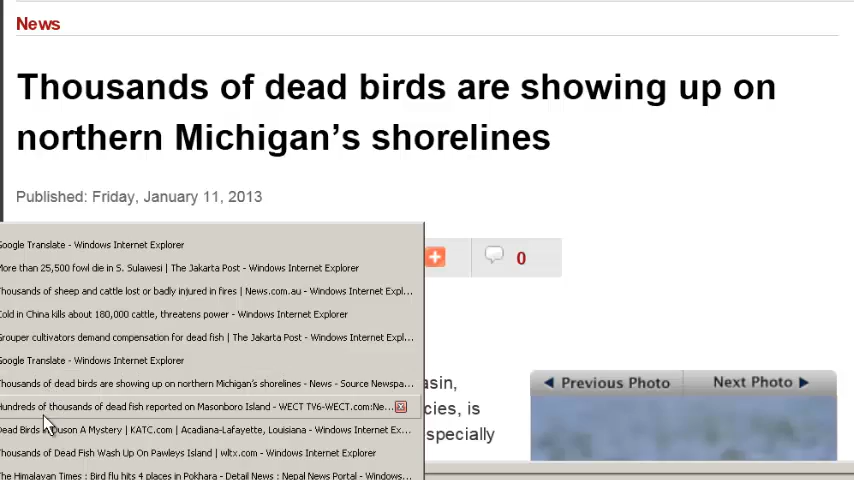 News
Thousands of dead birds are showing up on
northern Michigan's shorelines
Published: Friday, January 11, 2013
0
Google Translate - Windows Internet Explorer
More than 25,500 fowl die in S. Sulawesi | The Jakarta Post - Windows Internet Explorer
Thousands of sheep and cattle lost or badly injured in fires | News.com.au - Windows Internet Expl...
Cold in China kills about 180,000 cattle, threatens power - Windows Internet Explorer
Grouper cultivators demand compensation for dead fish | The Jakarta Post - Windows Internet Expl...
Google Translate - Windows Internet Explorer
Thousands of dead birds are showing up on northern Michigan's shorelines - News - Source Newspa...
Hundreds of thousands of dead fish reported on Masonboro Island - WECT TV6-WECT.com:Ne...
Dead Birds uson A Mystery | KATC.com | Acadiana-Lafayette, Louisiana - Windows Internet Ex...
Thousands of Dead Fish Wash Up On Pawleys Island | wltx.com - Windows Internet Explorer
The Himalayan Times : Bird flu hits 4 places in Pokhara - Detail News : Nepal News Portal - Windows...
asin,
cies, is
specially
Previous Photo
Next Photo